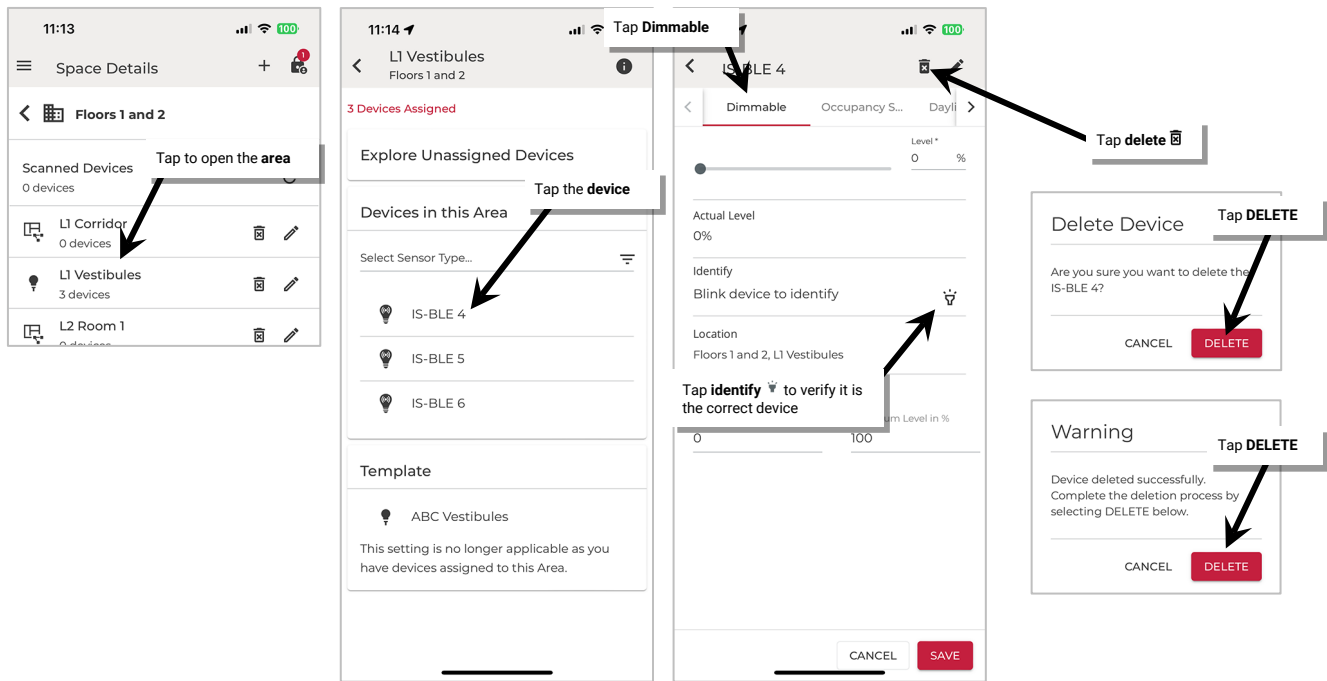 11:13
100
Space Details
1
Floors 1 and 2
Scanned Devices
0 devices
Tap to open the area
L1 Corridor
0 devices
L1 Vestibules
3 devices
L2 Room 1
0 devices
11:14
L1 Vestibules
Floors 1 and 2
3 Devices Assigned
Explore Unassigned Devices
Tap the device
Devices in this Area
Select Sensor Type...
IS-BLE 4
IS-BLE 5
IS-BLE 6
Template
ABC Vestibules
This setting is no longer applicable as you
have devices assigned to this Area.
Tap Dimmable
100
IS-BLE 4
Dimmable
Occupancy S...
Dayli
Level *
0 %
Actual Level
0%
Identify
Blink device to identify
Location
Floors 1 and 2, L1 Vestibules
Tap identify to verify it is
the correct device
Level in %
0
100
CANCEL
SAVE
Tap delete
Delete Device
Tap DELETE
Are you sure you want to delete the
IS-BLE 4?
CANCEL
DELETE
Warning
Tap DELETE
Device deleted successfully.
Complete the deletion process by
selecting DELETE below.
CANCEL
DELETE